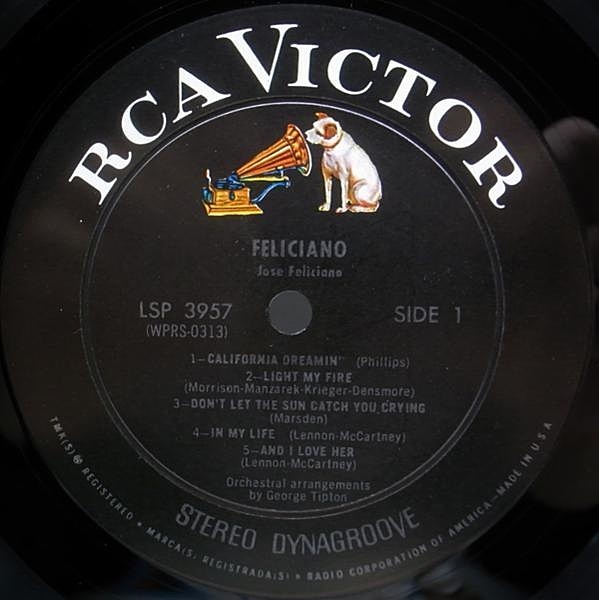 RCA VICTOR
FELICIANO
Jose Feliciano
LSP 3957
(WPRS-0313)
SIDE 1
1—CALIFORNIA DREAMIN' (Phillips)
2—LIGHT MY FIRE
(Morrison-Manzarek-Krieger-Densmore)
3—DON'T LET THE SUN CATCH YOU CRYING
(Marsden)
4—IN MY LIFE (Lennon-McCartney)
5—AND I LOVE HER
(Lennon-McCartney)
Orchestral arrangements
by George Tipton
STEREO DYNAGROOVE
TMK(S) ® REGISTERED • MARCA(S) REGISTRADA(S) • RADIO CORPORATION OF AMERICA—MADE IN U.S.A